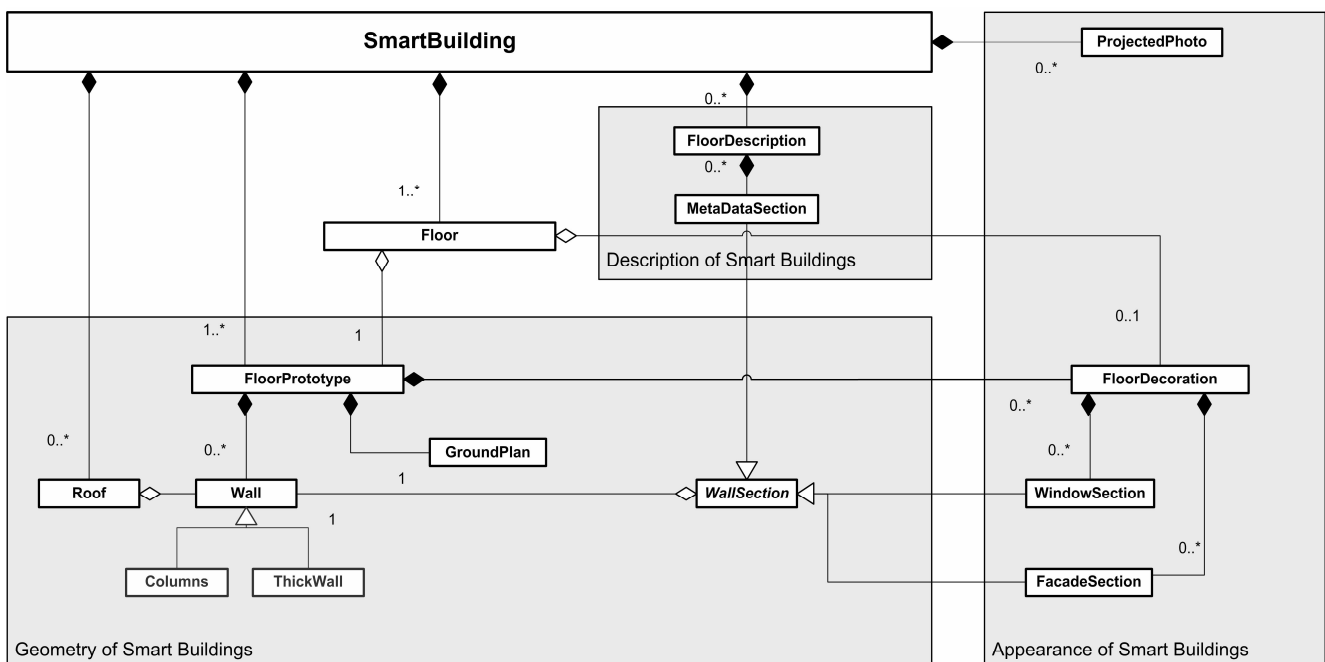 SmartBuilding
ProjectedPhoto
0..*
0..*
FloorDescription
0..*
MetaDataSection
1..*
Floor
Description of Smart Buildings
0..1
1..*
1
FloorPrototype
FloorDecoration
0..*
0..*
0..*
0..*
GroundPlan
1
Roof
Wall
WallSection
WindowSection
1
0..*
Columns
ThickWall
FacadeSection
Geometry of Smart Buildings
Appearance of Smart Buildings